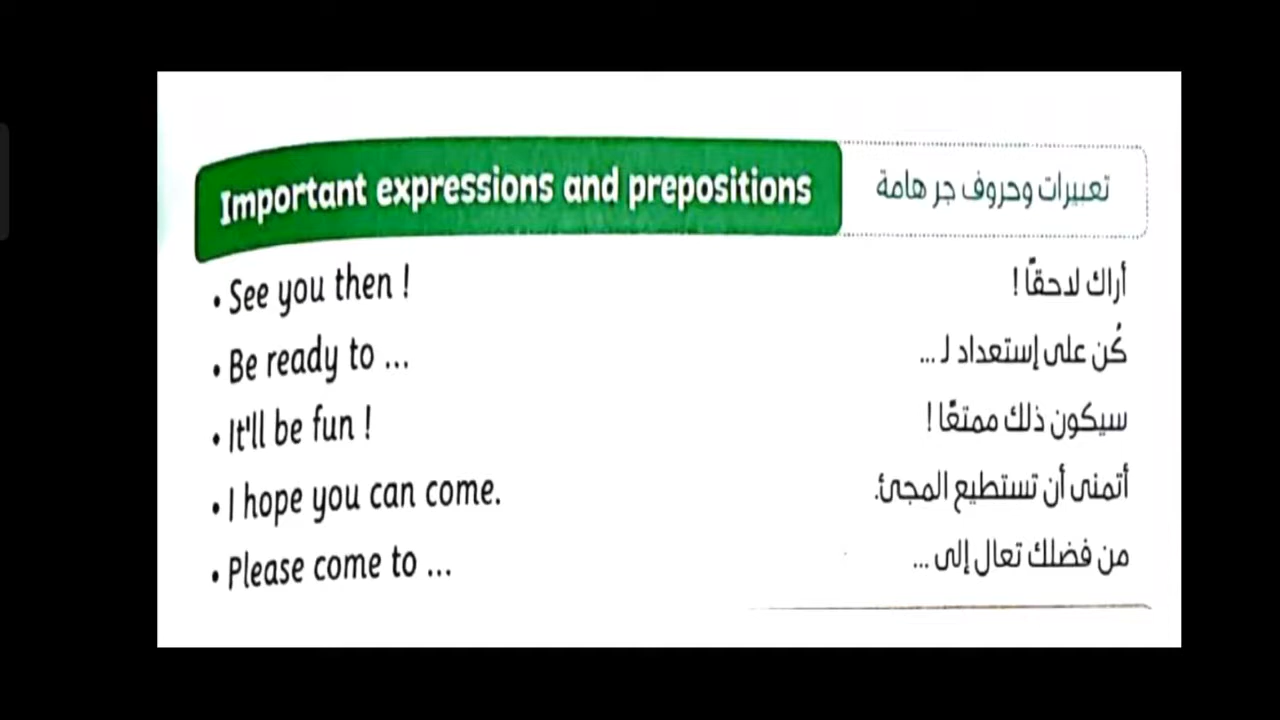 Important expressions and prepositions تعبيرات وحروف جر هامة
• See you then ! أراك لاحقًا !
• Be ready to ... كُن على إستعداد لـ ...
• It'll be fun ! سيكون ذلك ممتعًا !
• I hope you can come. أتمنى أن تستطيع المجئ.
• Please come to ... من فضلك تعال إلى ...